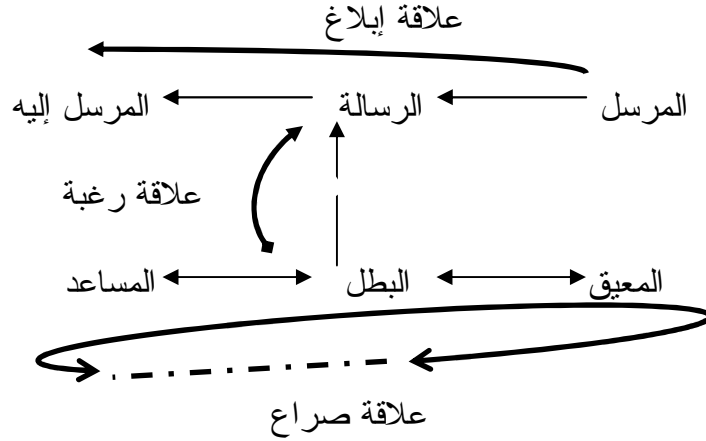 علاقة إبلاغ
المرسل الرسالة المرسل إليه
علاقة رغبة
المعيق البطل المساعد
علاقة صراع